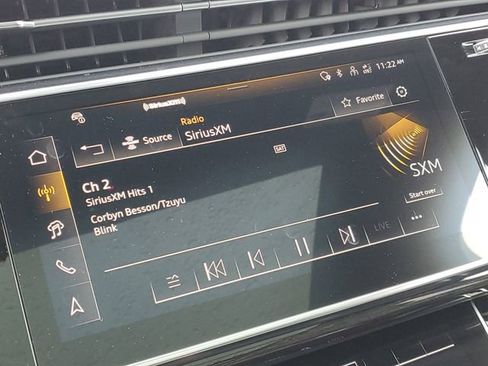 SiriusXM
11:22 AM
Radio
Source
SiriusXM
Favorite
SAT
Ch 2
SiriusXM Hits 1
Corbyn Besson/Tzuyu
Blink
SXM
Start over
LIVE